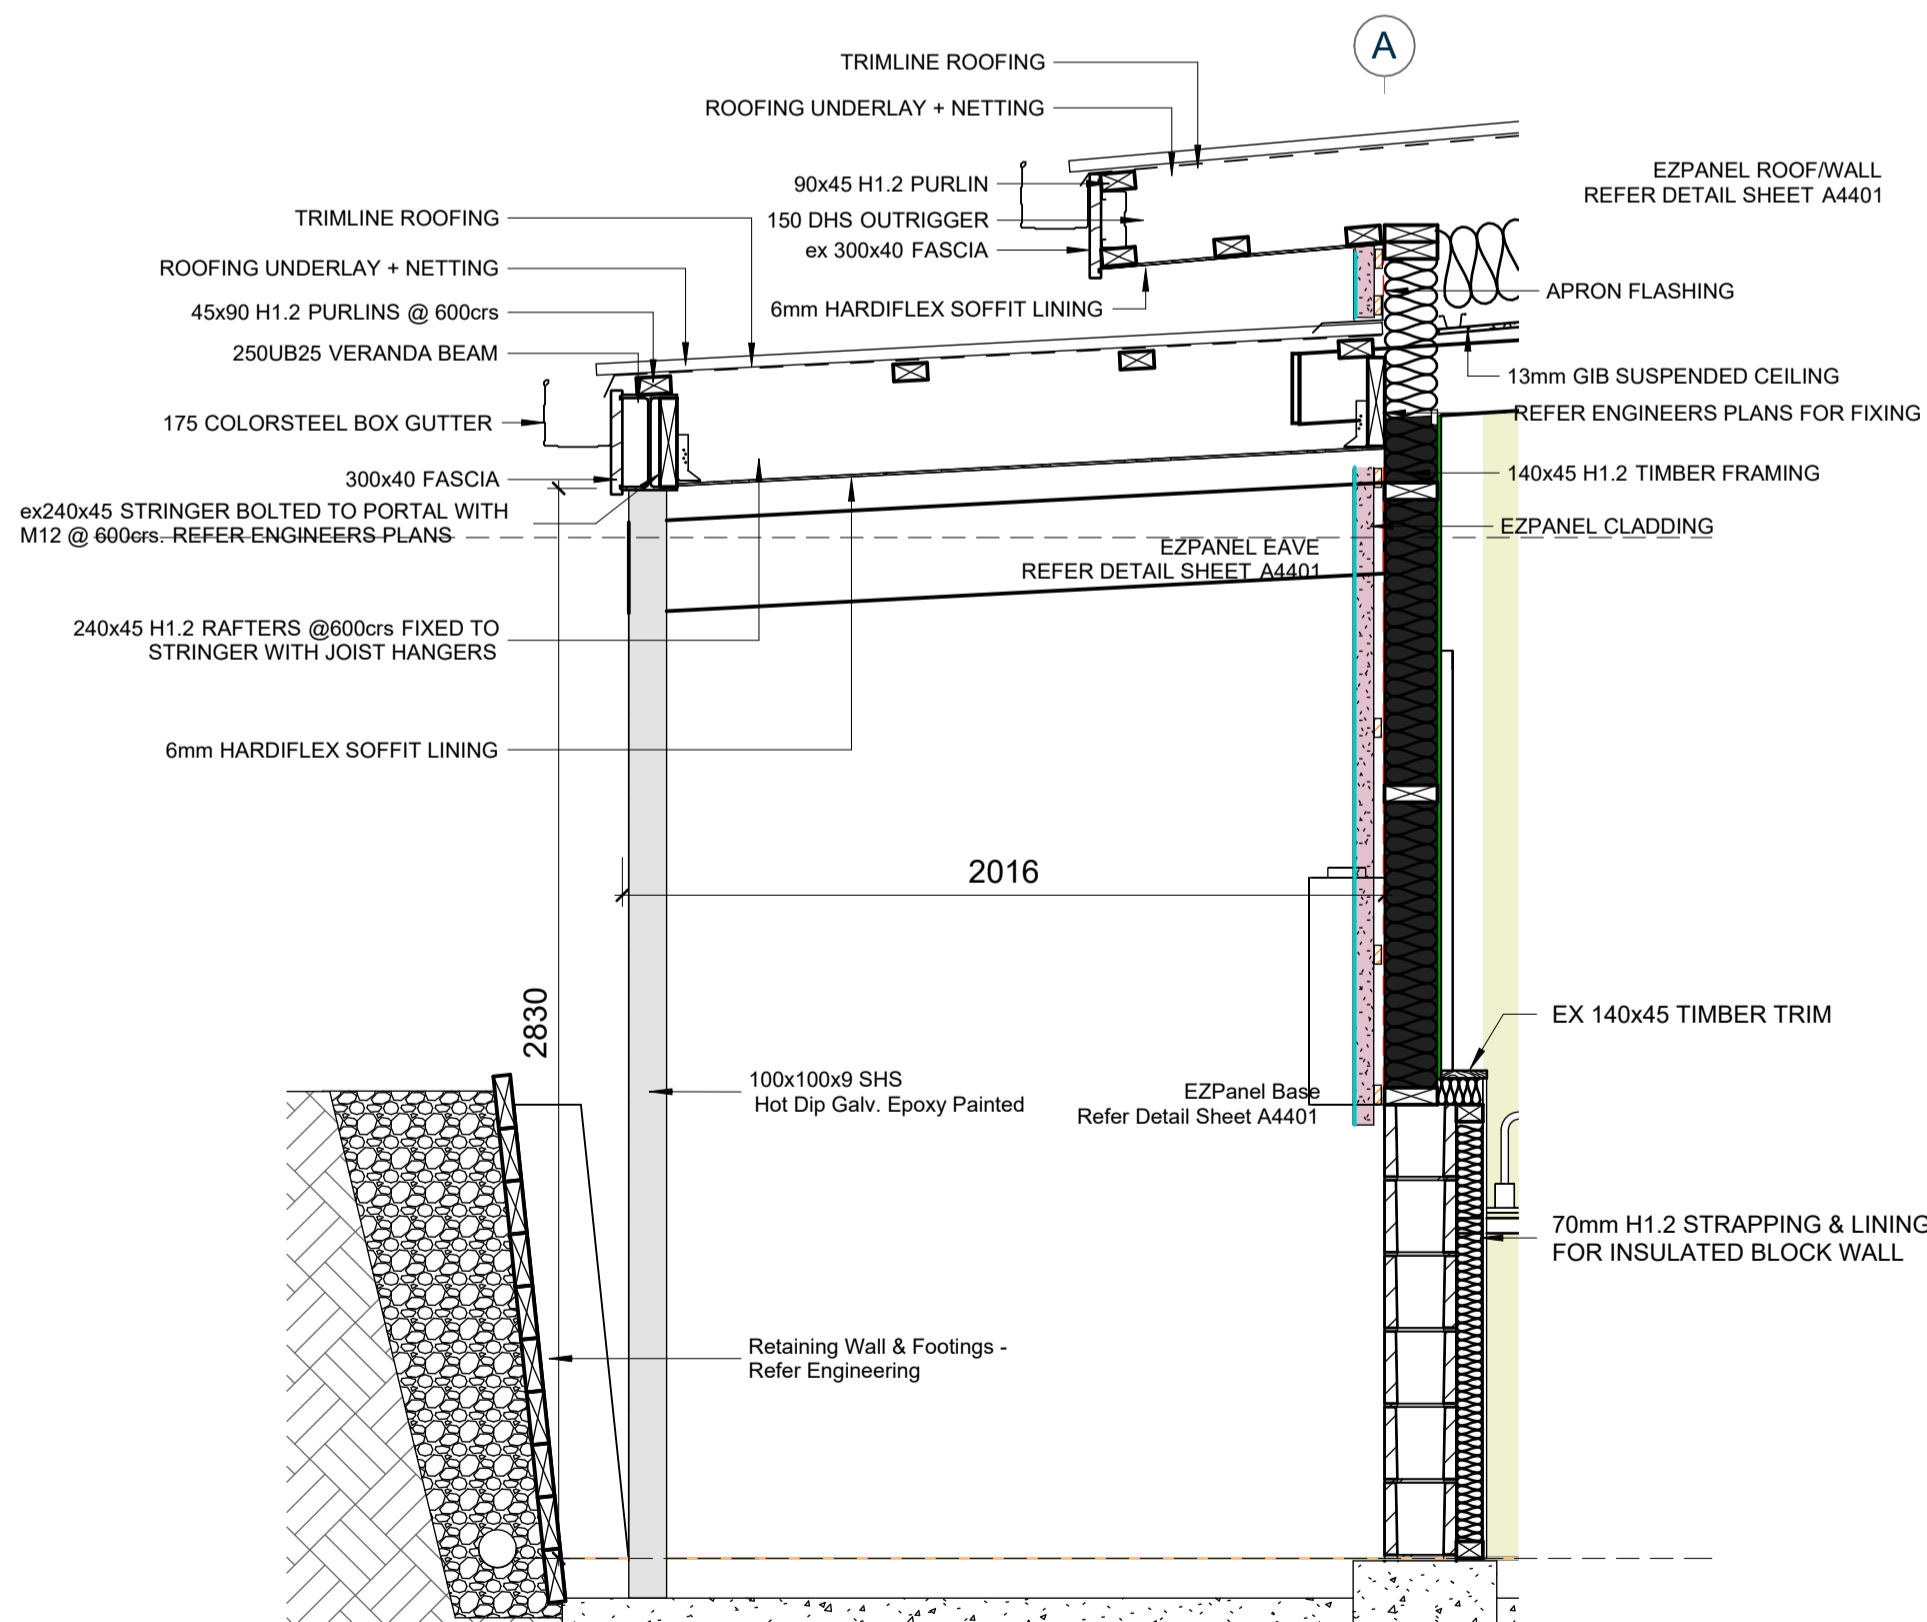 A
TRIMLINE ROOFING
ROOFING UNDERLAY + NETTING
90x45 H1.2 PURLIN
150 DHS OUTRIGGER
ex 300x40 FASCIA
6mm HARDIFLEX SOFFIT LINING
EZPANEL ROOF/WALL
REFER DETAIL SHEET A4401
TRIMLINE ROOFING
ROOFING UNDERLAY + NETTING
45x90 H1.2 PURLINS @ 600crs
250UB25 VERANDA BEAM
175 COLORSTEEL BOX GUTTER
300x40 FASCIA
ex240x45 STRINGER BOLTED TO PORTAL WITH
M12 @ 600crs. REFER ENGINEERS PLANS
240x45 H1.2 RAFTERS @600crs FIXED TO
STRINGER WITH JOIST HANGERS
6mm HARDIFLEX SOFFIT LINING
APRON FLASHING
13mm GIB SUSPENDED CEILING
REFER ENGINEERS PLANS FOR FIXING
140x45 H1.2 TIMBER FRAMING
EZPANEL CLADDING
EZPANEL EAVE
REFER DETAIL SHEET A4401
2016
2830
EX 140x45 TIMBER TRIM
100x100x9 SHS
Hot Dip Galv. Epoxy Painted
EZPanel Base
Refer Detail Sheet A4401
70mm H1.2 STRAPPING & LINING
FOR INSULATED BLOCK WALL
Retaining Wall & Footings -
Refer Engineering